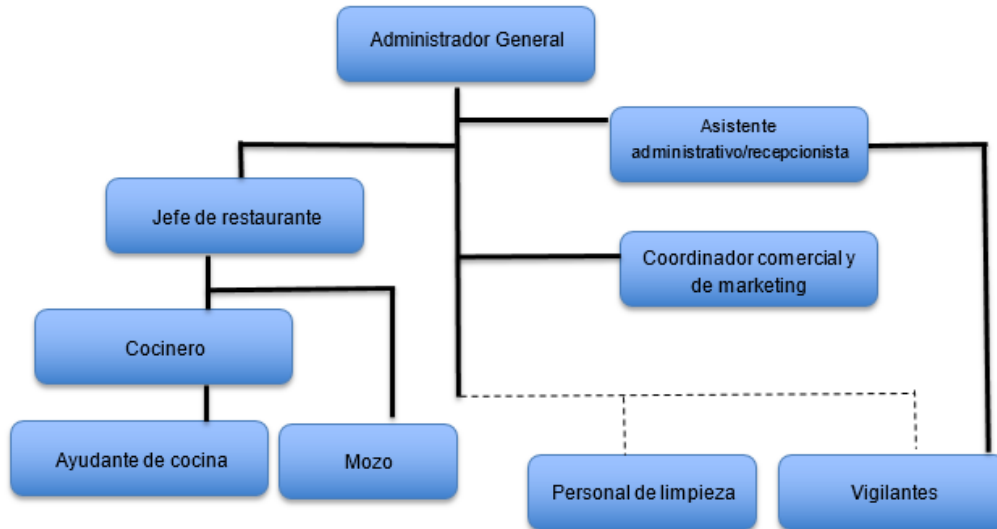 Administrador General
Asistente
administrativo/recepcionista
Jefe de restaurante
Coordinador comercial y
de marketing
Cocinero
Ayudante de cocina
Mozo
Personal de limpieza
Vigilantes